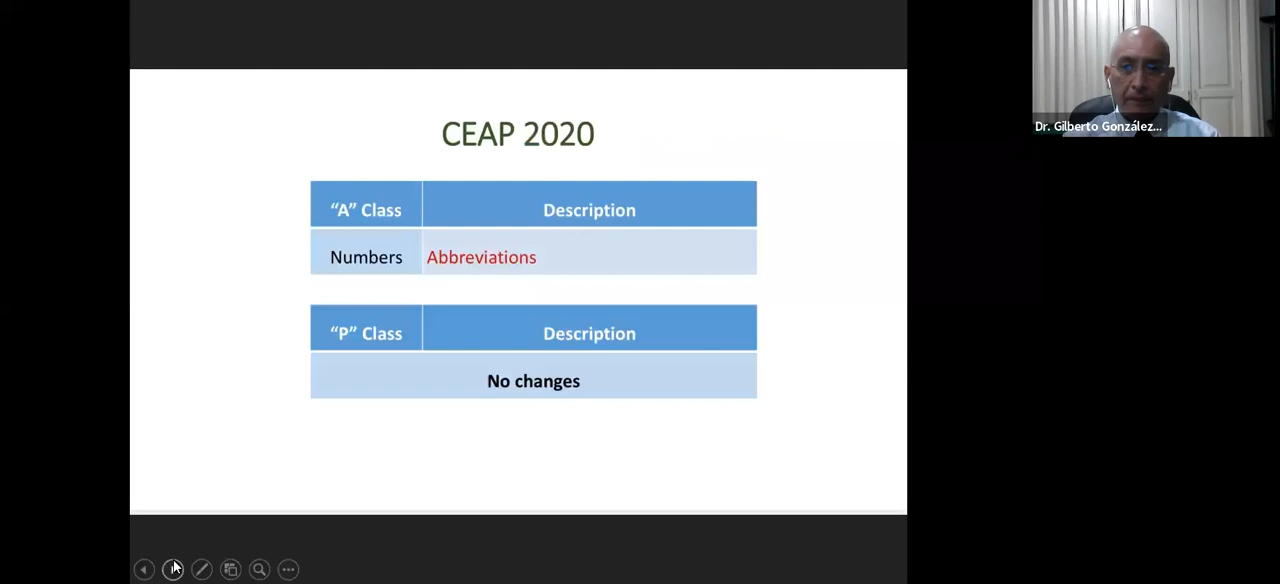 CEAP 2020
“A” Class Description
Numbers Abbreviations
“P” Class Description
No changes
Dr. Gilberto González...